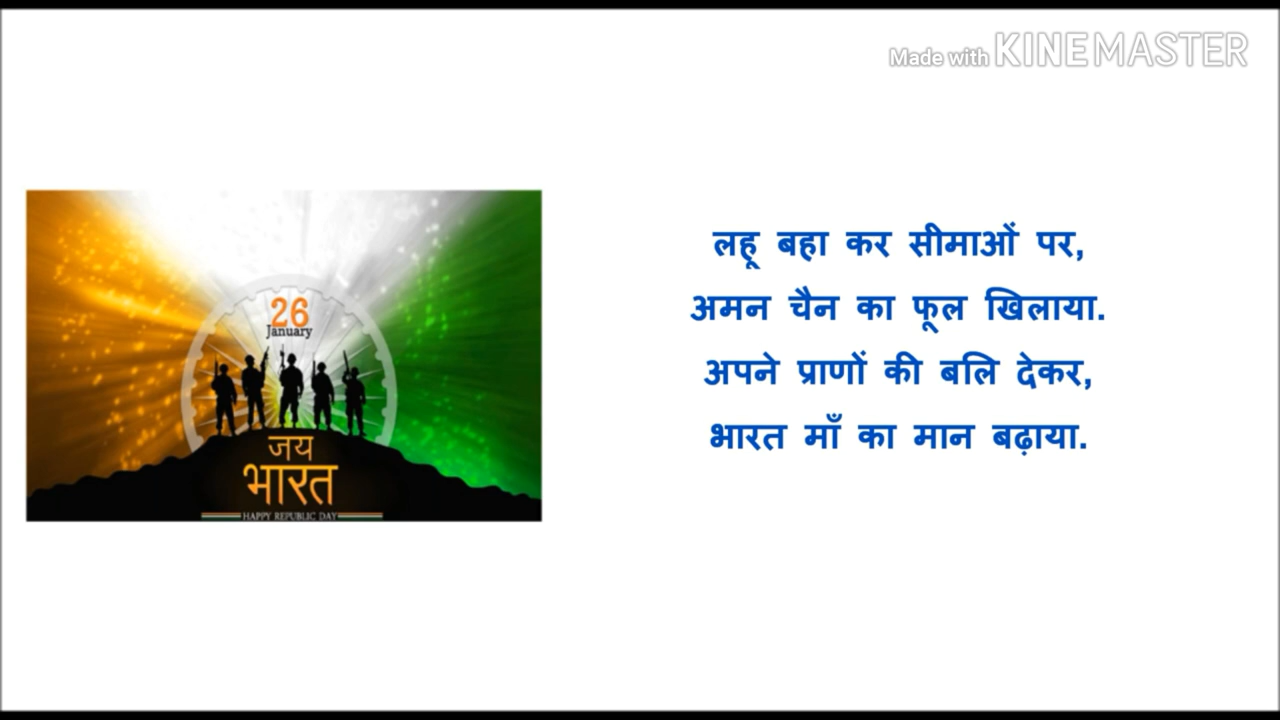 Made with KINEMASTER
26
January
जय
भारत
HAPPY REPUBLIC DAY
लहू बहा कर सीमाओं पर,
अमन चैन का फूल खिलाया.
अपने प्राणों की बलि देकर,
भारत माँ का मान बढ़ाया.